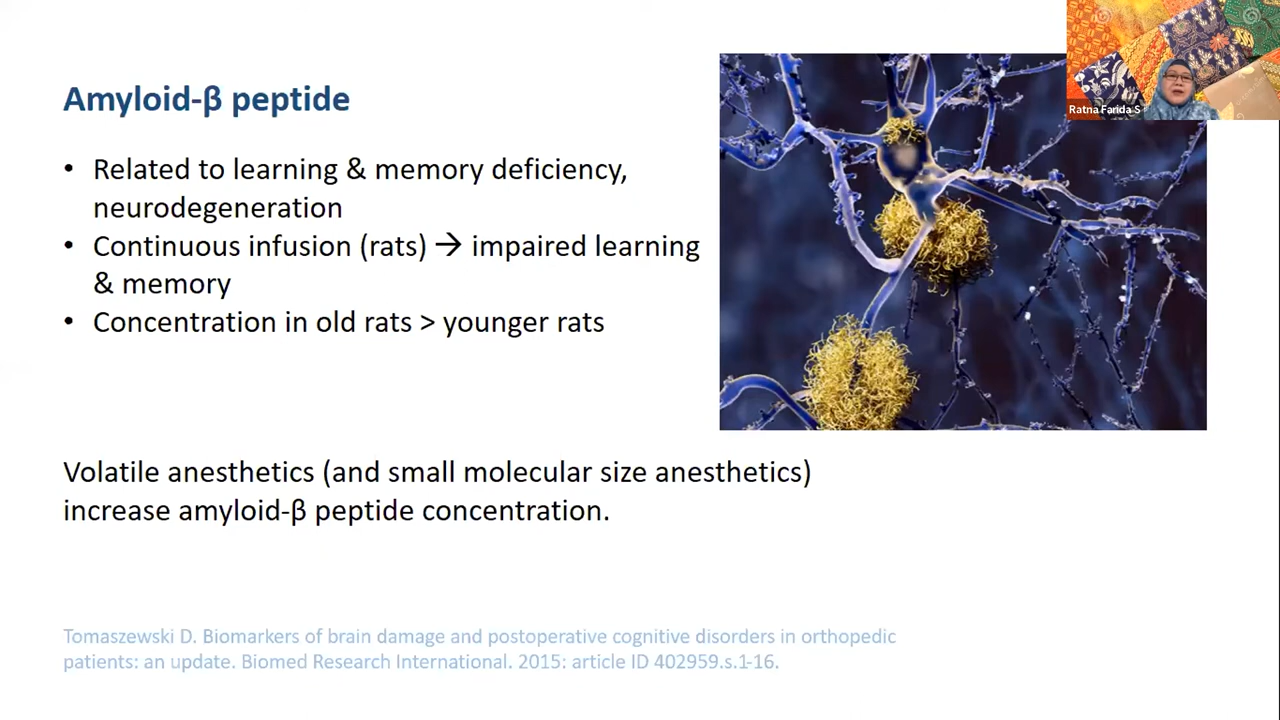 Ratna Farida S
Amyloid-β peptide
• Related to learning & memory deficiency,
neurodegeneration
• Continuous infusion (rats) → impaired learning
& memory
• Concentration in old rats > younger rats
Volatile anesthetics (and small molecular size anesthetics)
increase amyloid-β peptide concentration.
Tomaszewski D. Biomarkers of brain damage and postoperative cognitive disorders in orthopedic
patients: an update. Biomed Research International. 2015: article ID 402959.s.1-16.